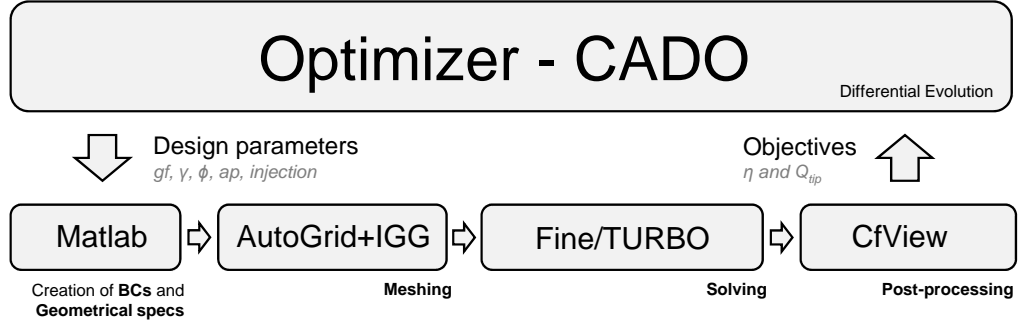 Optimizer - CADO
Differential Evolution
Design parameters
gf, γ, ϕ, ap, injection
Objectives
η and Qtip
Matlab
AutoGrid+IGG
Fine/TURBO
CfView
Creation of BCs and
Geometrical specs
Meshing
Solving
Post-processing